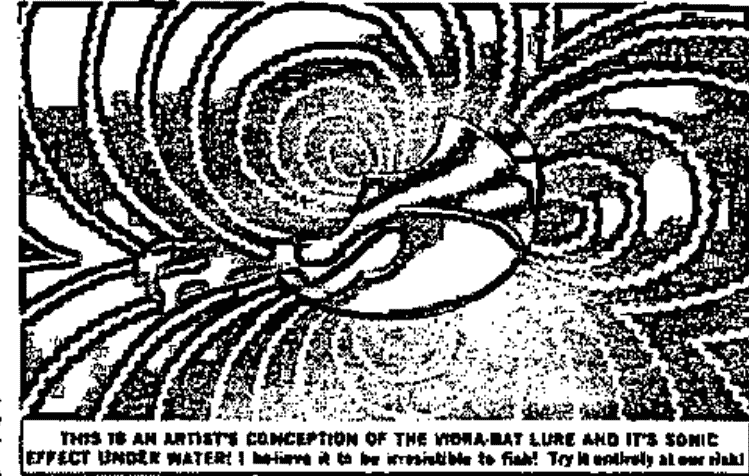 THIS IS AN ARTIST'S CONCEPTION OF THE VIBRA-BAT LURE AND IT'S SONIC
EFFECT UNDER WATER! I believe it to be irresistible to fish! Try it entirely at our risk!